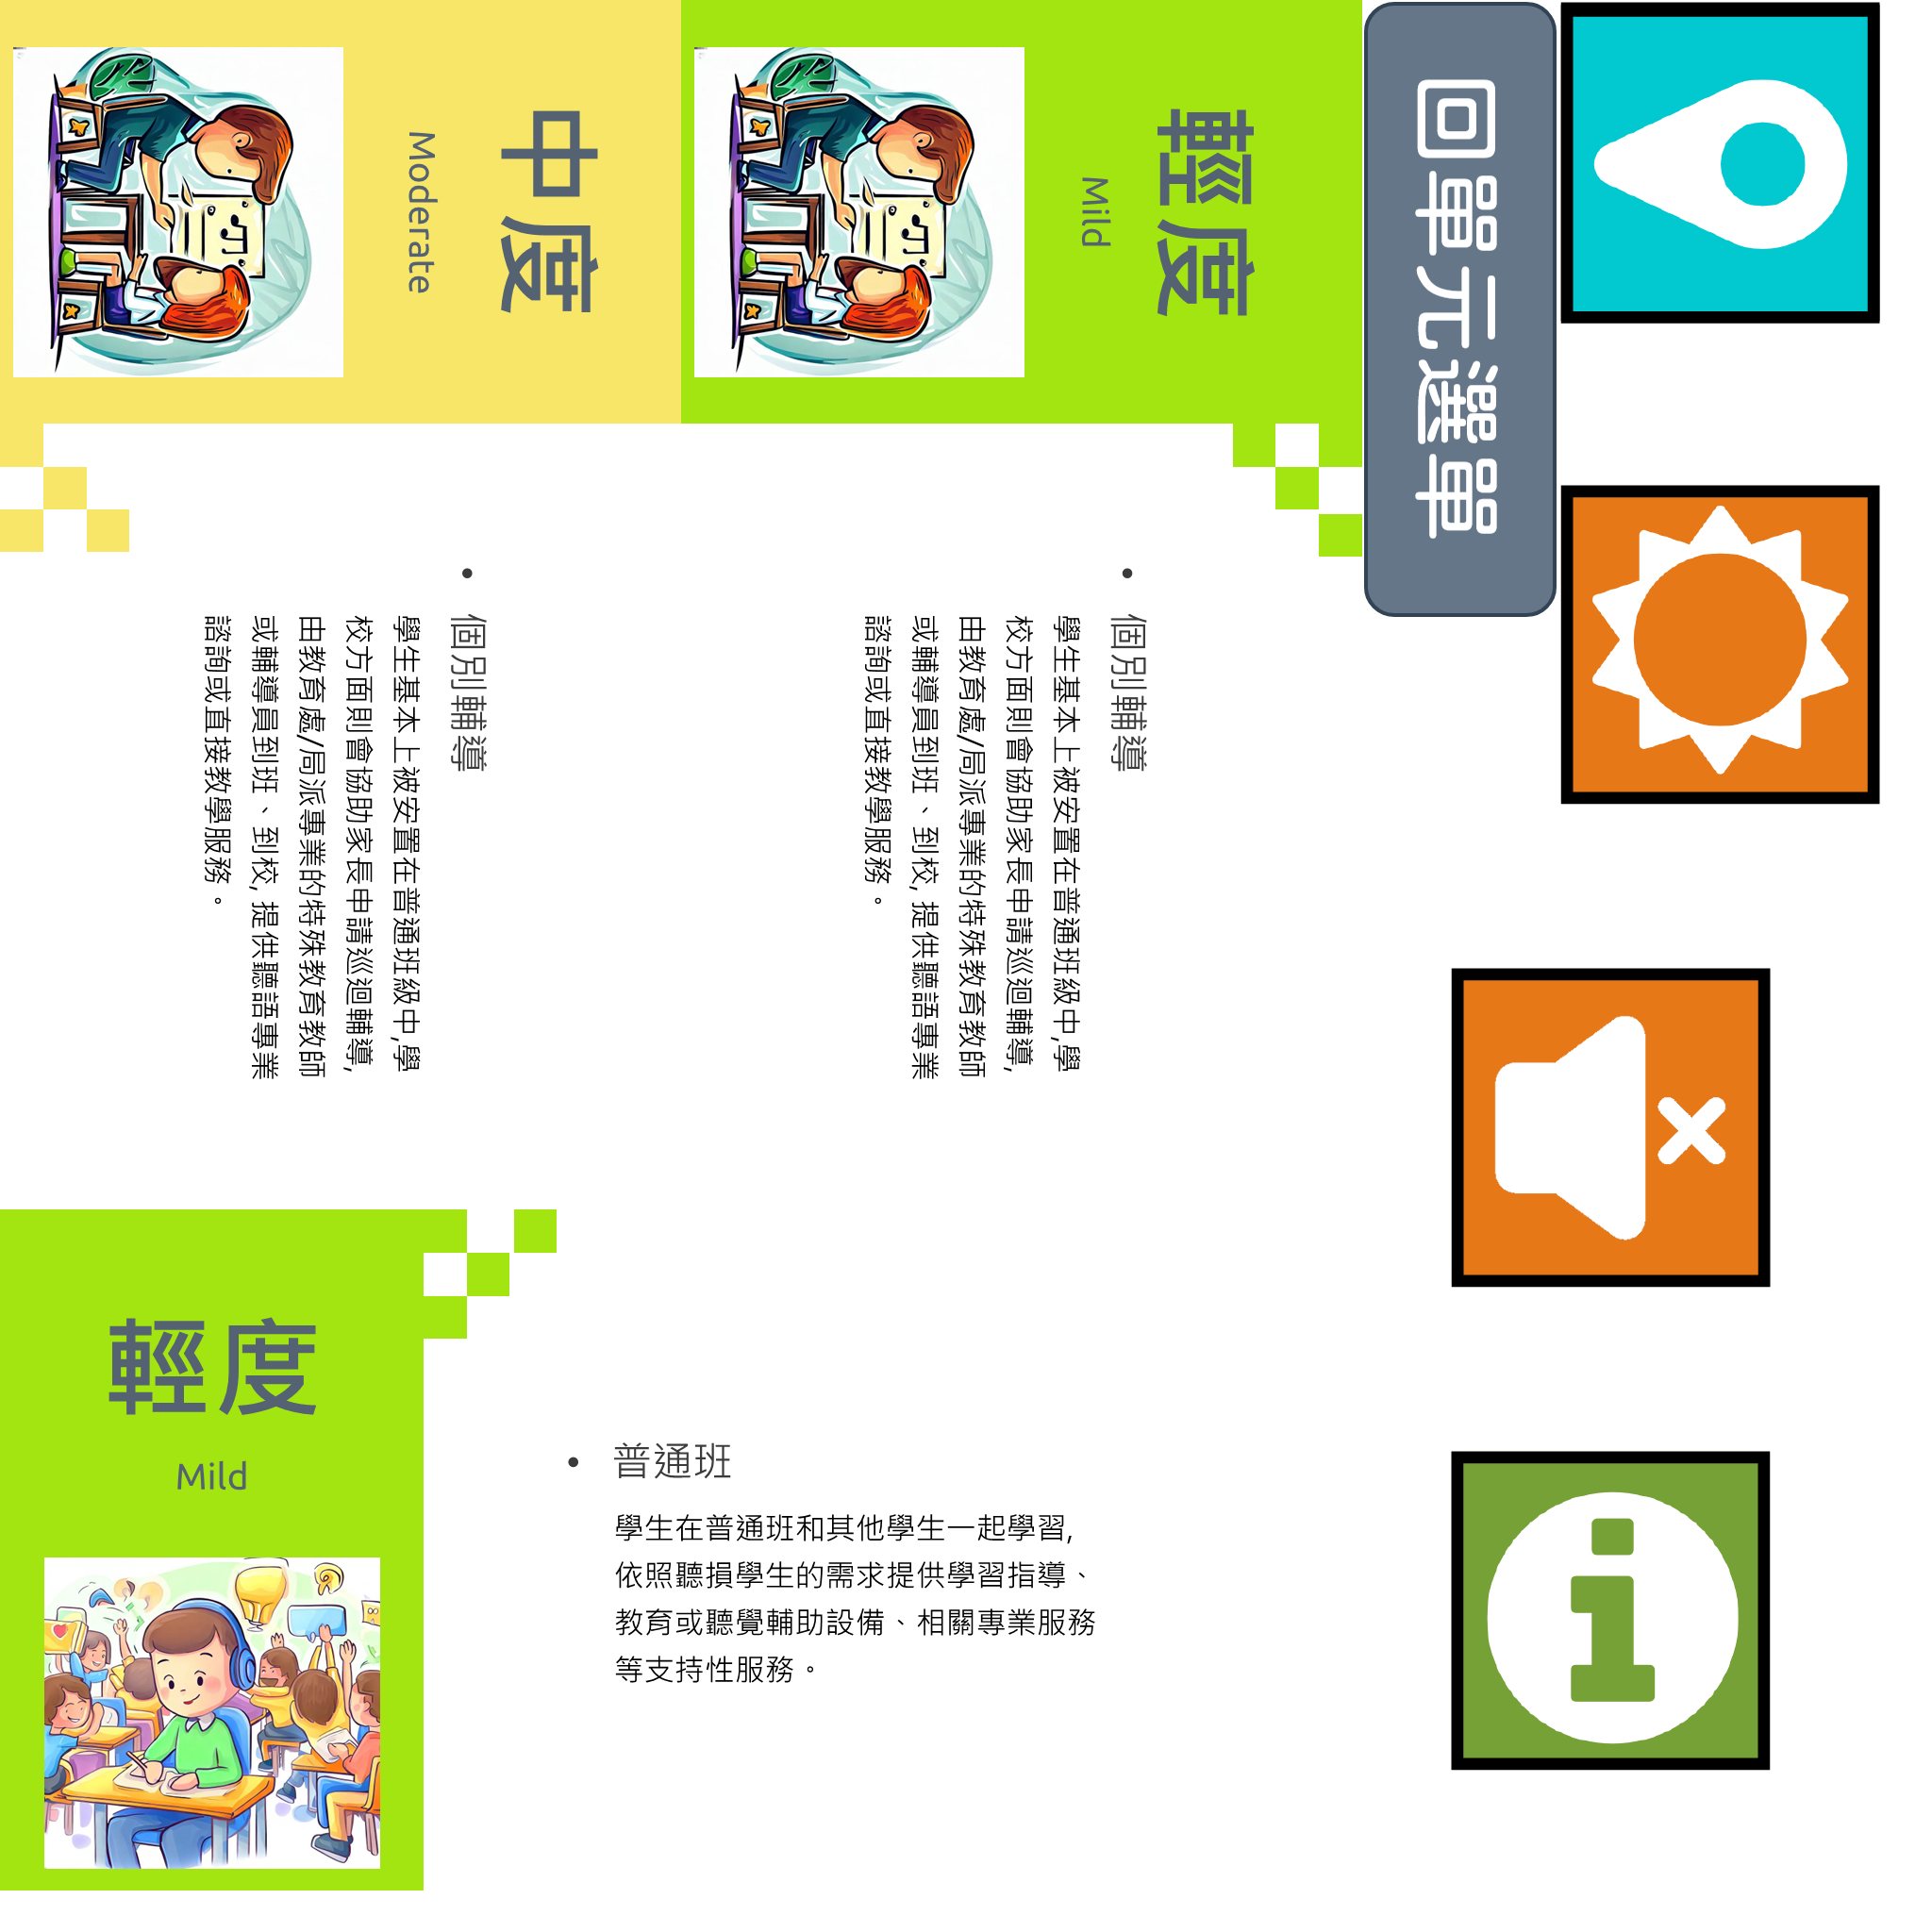 中度
Moderate
• 個別輔導
學生基本上被安置在普通班級中,學
校方面則會協助家長申請巡迴輔導,
由教育處/局派專業的特殊教育教師
或輔導員到班、到校, 提供聽語專業
諮詢或直接教學服務。
輕度
Mild
• 個別輔導
學生基本上被安置在普通班級中,學
校方面則會協助家長申請巡迴輔導,
由教育處/局派專業的特殊教育教師
或輔導員到班、到校, 提供聽語專業
諮詢或直接教學服務。
回單元選單
輕度
Mild
• 普通班
學生在普通班和其他學生一起學習,
依照聽損學生的需求提供學習指導、
教育或聽覺輔助設備、相關專業服務
等支持性服務。